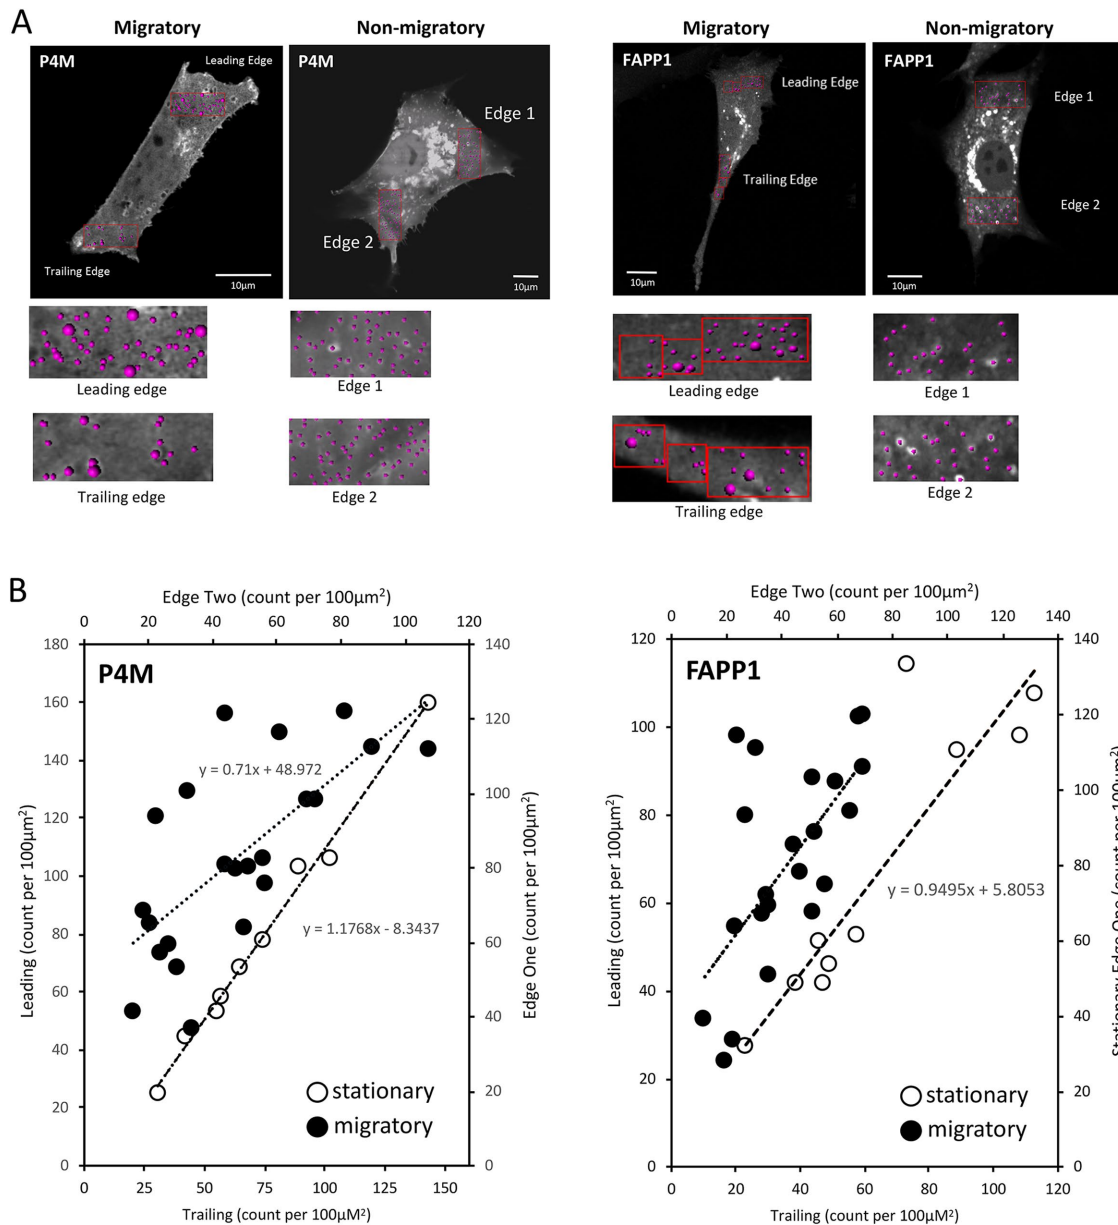 A
Migratory
Non-migratory
Migratory
Non-migratory
P4M
Leading Edge
Trailing Edge
10μm
P4M
Edge 1
Edge 2
10μm
FAPP1
Leading Edge
Trailing Edge
10μm
FAPP1
Edge 1
Edge 2
10μm
Leading edge
Edge 1
Leading edge
Edge 1
Trailing edge
Edge 2
Trailing edge
Edge 2
B
Edge Two (count per 100μm²)
0 20 40 60 80 100 120
P4M
180
160
140
120
100
80
60
40
20
0
Leading (count per 100μm²)
140
120
100
80
60
40
20
0
Edge One (count per 100μm²)
y = 0.71x + 48.972
y = 1.1768x - 8.3437
stationary
migratory
0 25 50 75 100 125 150
Trailing (count per 100μM²)
Edge Two (count per 100μm²)
0 20 40 60 80 100 120 140
FAPP1
120
100
80
60
40
20
0
Leading (count per 100μm²)
140
120
100
80
60
40
20
0
Stationary Edge One (count per 100μm²)
y = 0.9495x + 5.8053
stationary
migratory
0 20 40 60 80 100 120
Trailing (count per 100μM²)